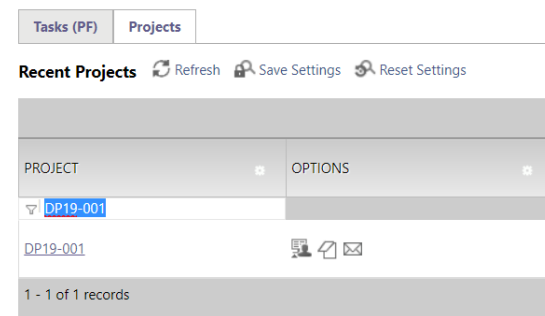 Tasks (PF) Projects
Recent Projects Refresh Save Settings Reset Settings
PROJECT OPTIONS
DP19-001
DP19-001
1 - 1 of 1 records